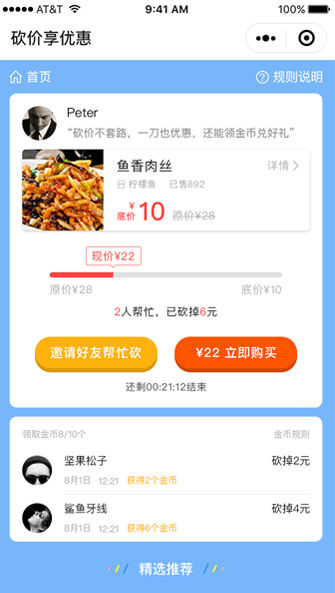 AT&T 9:41 AM 100%
砍价享优惠
首页 规则说明
Peter
“砍价不套路，一刀也优惠，还能领金币兑好礼”
鱼香肉丝 详情
柠檬鱼 已售892
¥
底价 10 原价¥28
现价¥22
原价¥28 底价¥10
2人帮忙，已砍掉6元
邀请好友帮忙砍 ¥22 立即购买
还剩00:21:12结束
领取金币8/10个 金币规则
坚果松子 砍掉2元
8月1日 12:21 获得2个金币
鲨鱼牙线 砍掉4元
8月1日 12:21 获得6个金币
精选推荐